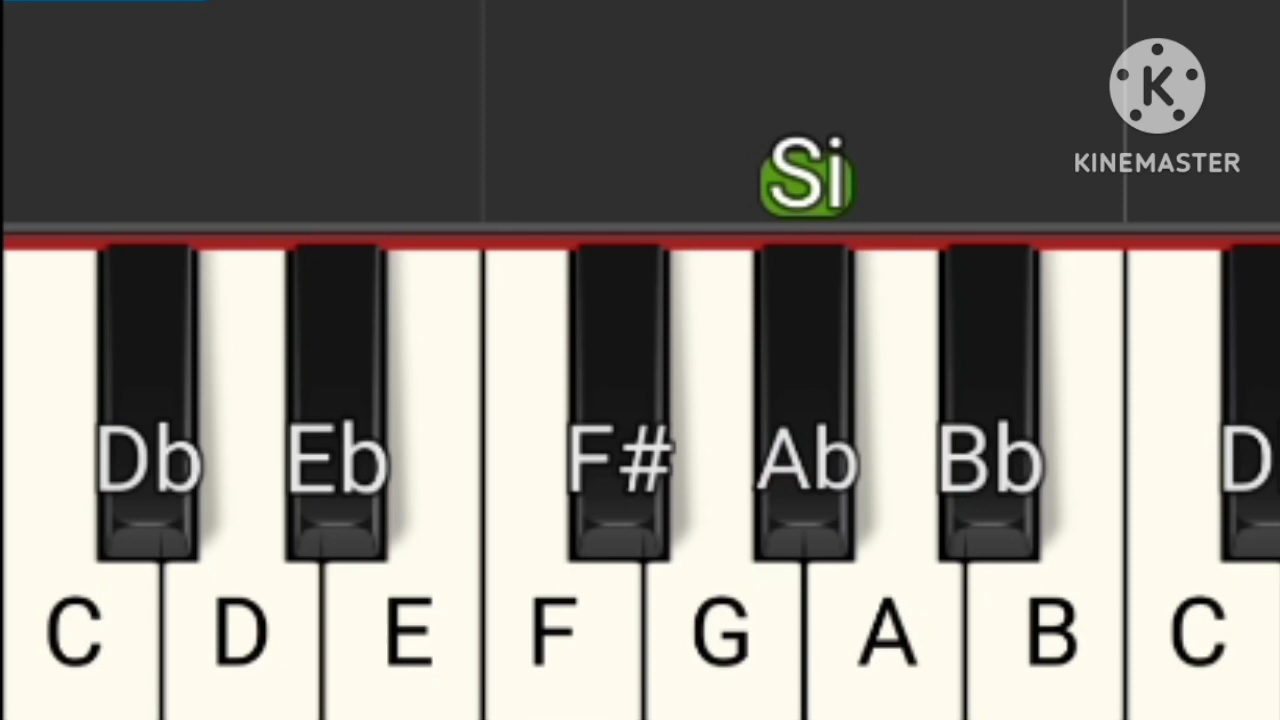 K
KINEMASTER
Si
Db Eb F# Ab Bb D
C D E F G A B C